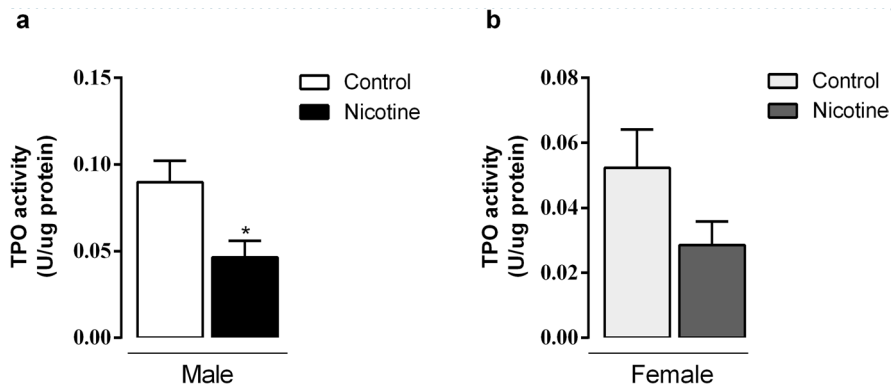 a
0.15
0.10
0.05
0.00
TPO activity
(U/ug protein)
Control
Nicotine
*
Male
b
0.08
0.06
0.04
0.02
0.00
TPO activity
(U/ug protein)
Control
Nicotine
Female